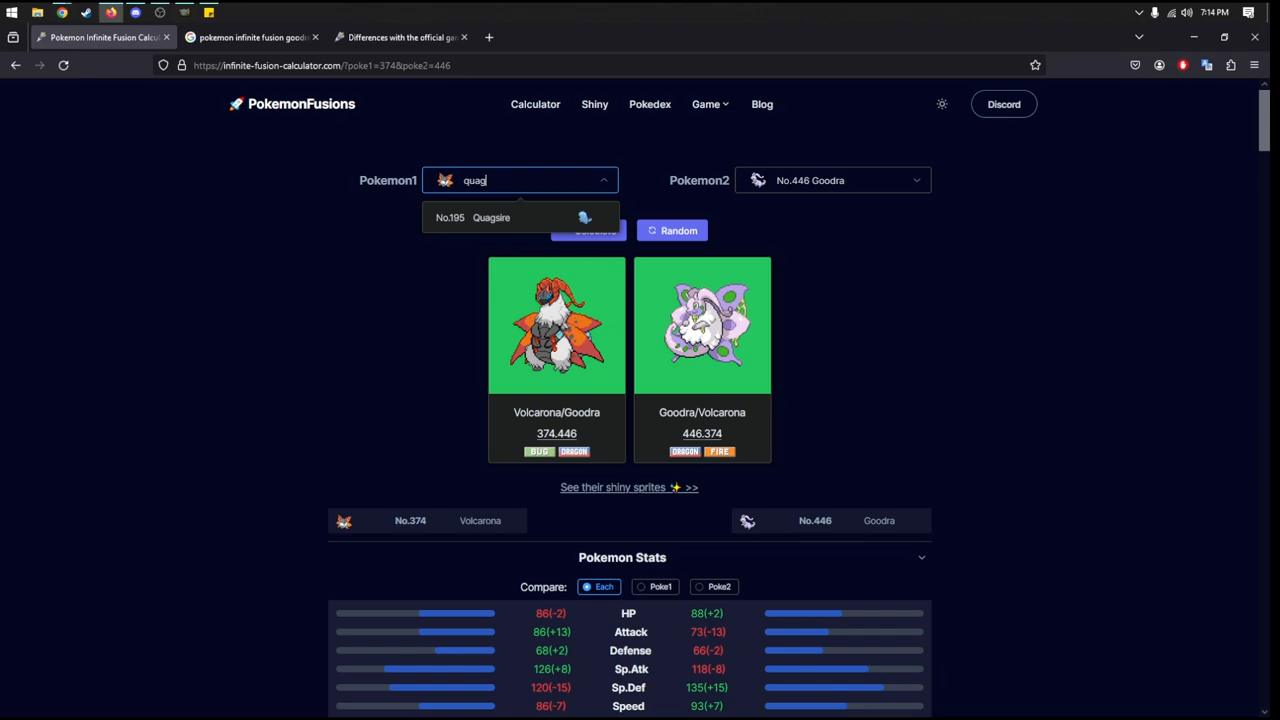 7:14 PM
Pokemon Infinite Fusion Calcul
pokemon infinite fusion good
Differences with the official ga
https://infinite-fusion-calculator.com/?poke1=374&poke2=446
PokemonFusions
Calculator
Shiny
Pokedex
Game
Blog
Discord
Pokemon1
quag
Pokemon2
No.446 Goodra
No.195 Quagsire
Random
Volcarona/Goodra
374.446
BUG DRAGON
Goodra/Volcarona
446.374
DRAGON FIRE
See their shiny sprites ✨ >>
No.374 Volcarona
No.446 Goodra
Pokemon Stats
Compare: Each Poke1 Poke2
86(-2) HP 88(+2)
86(+13) Attack 73(-13)
68(+2) Defense 66(-2)
126(+8) Sp.Atk 118(-8)
120(-15) Sp.Def 135(+15)
86(-7) Speed 93(+7)